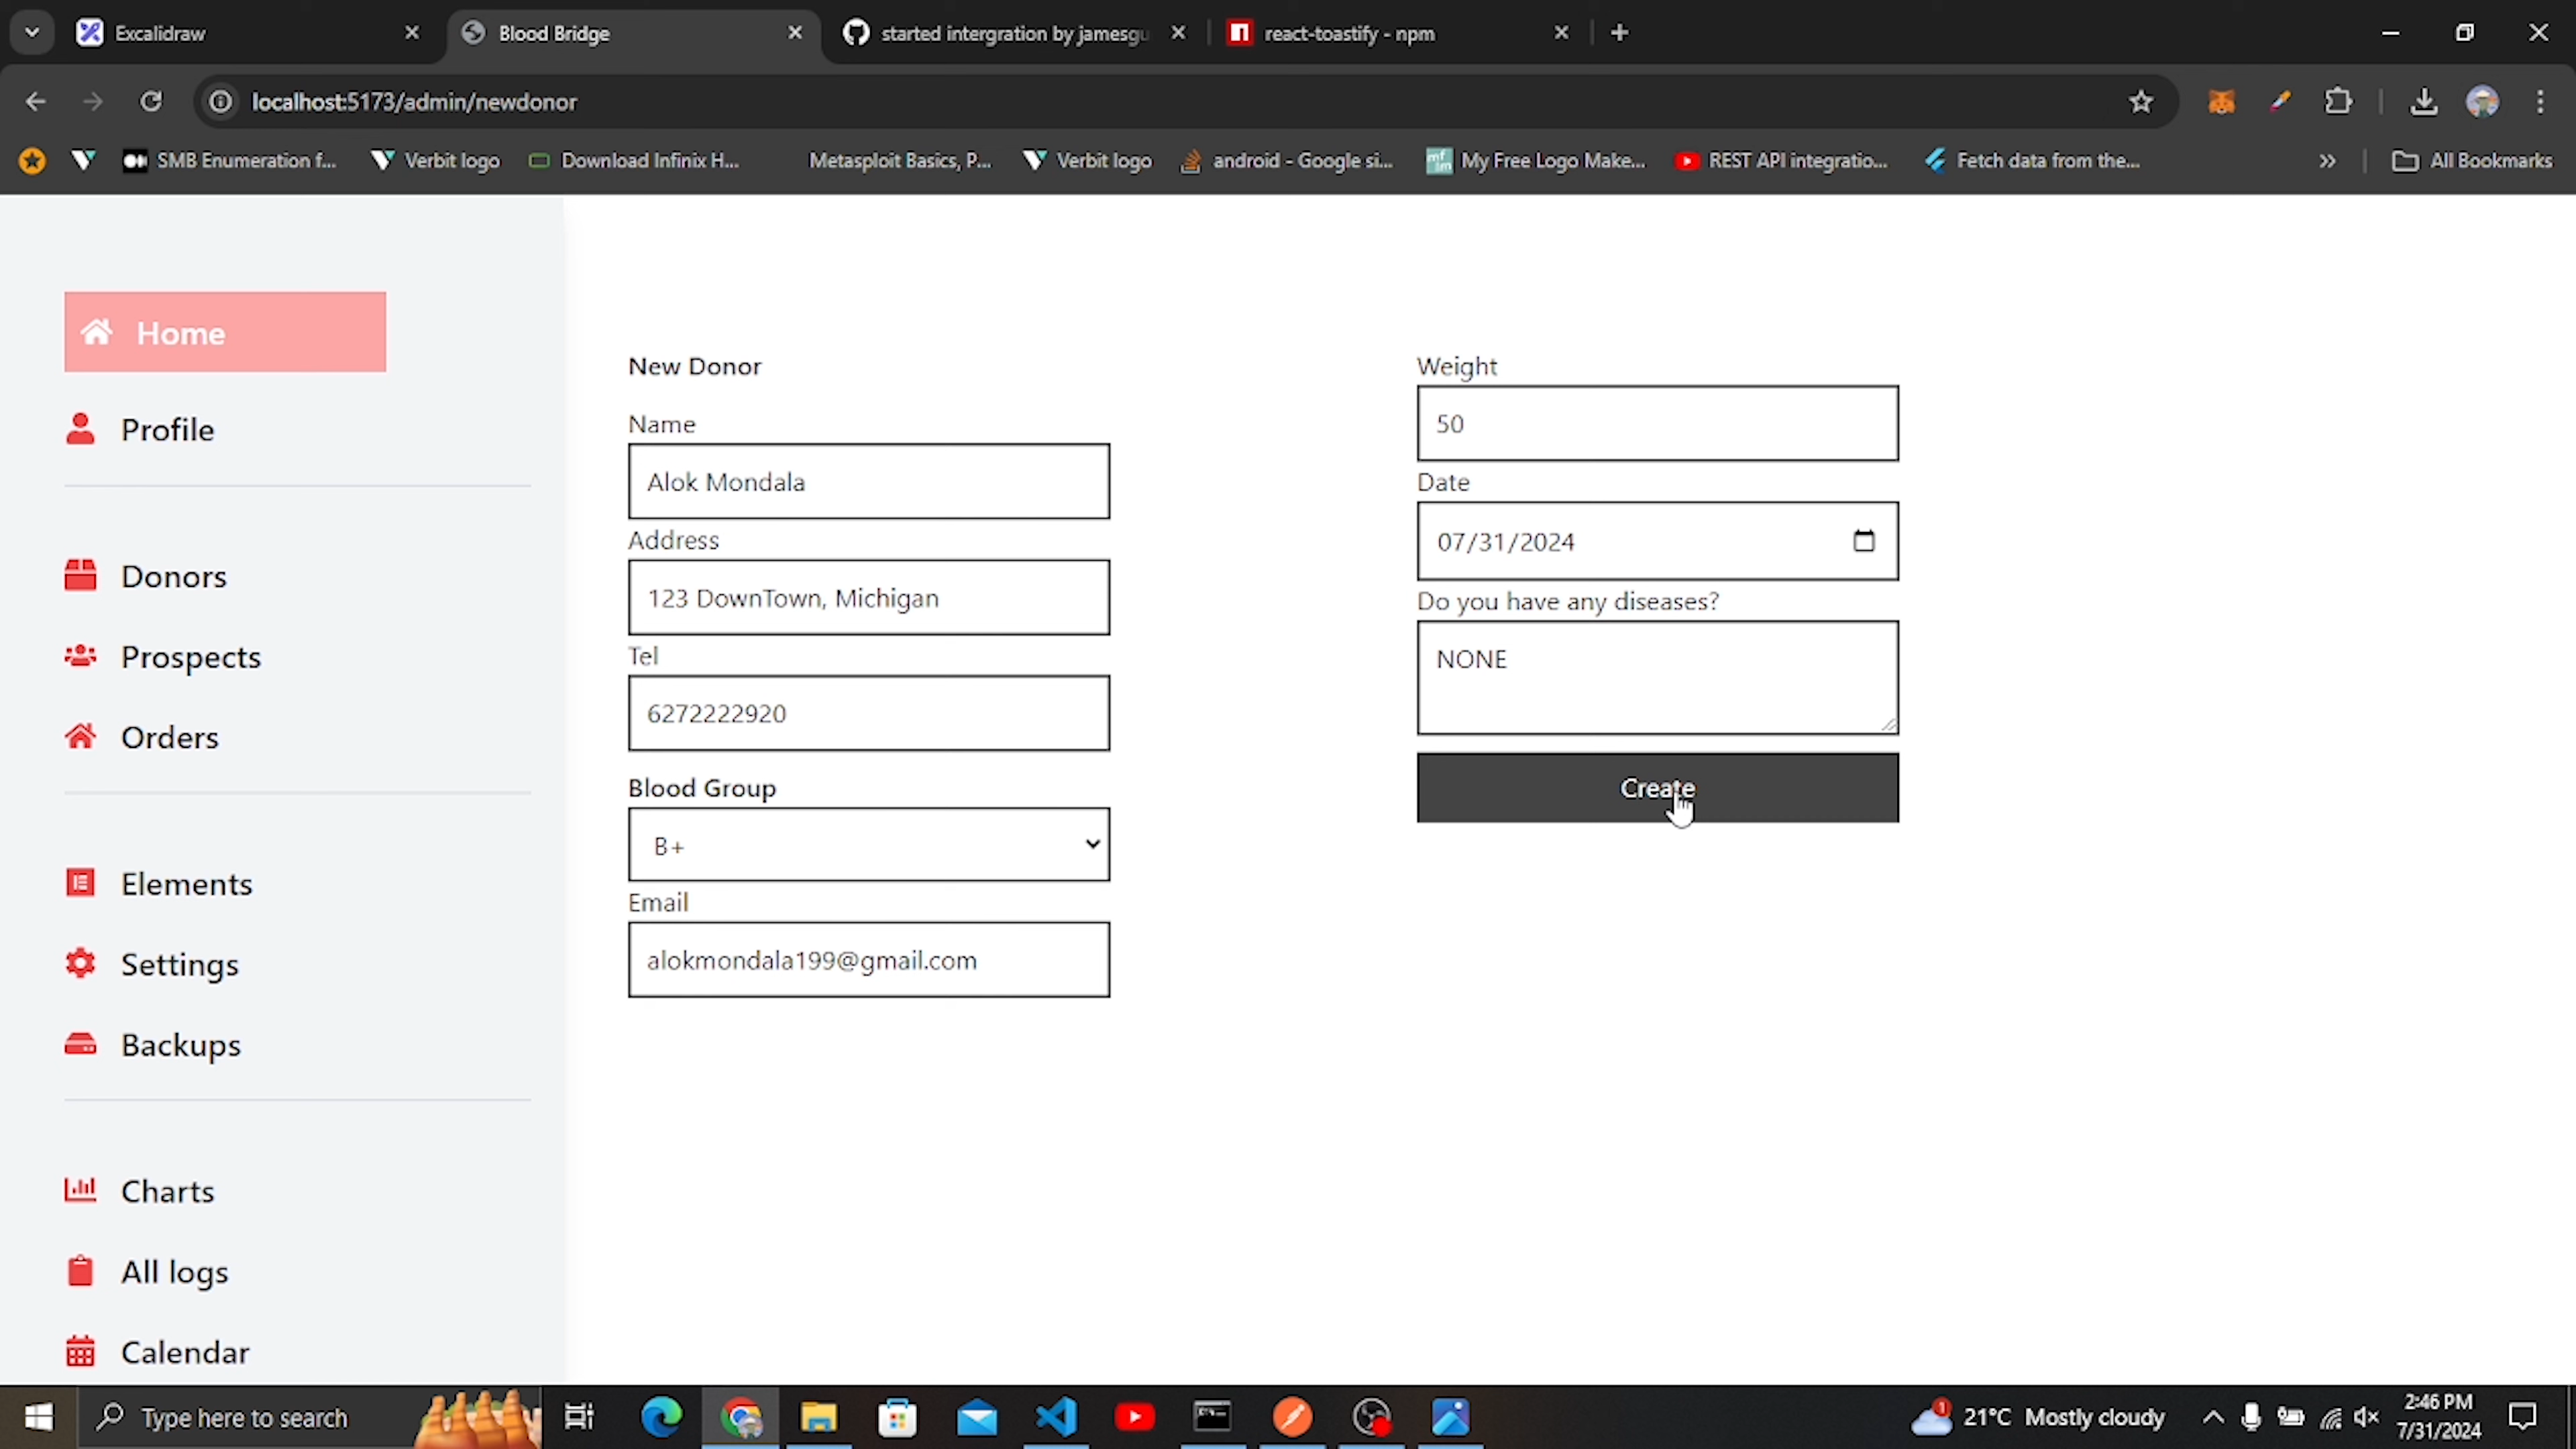 Excalidraw
Blood Bridge
started intergration by jamesgu
react-toastify - npm
localhost:5173/admin/newdonor
SMB Enumeration f...
Verbit logo
Download Infinix H...
Metasploit Basics, P...
Verbit logo
android - Google si...
My Free Logo Make...
REST API integratio...
Fetch data from the...
All Bookmarks
Home
Profile
Donors
Prospects
Orders
Elements
Settings
Backups
Charts
All logs
Calendar
New Donor
Name
Alok Mondala
Address
123 DownTown, Michigan
Tel
6272222920
Blood Group
B+
Email
alokmondala199@gmail.com
Weight
50
Date
07/31/2024
Do you have any diseases?
NONE
Create
Type here to search
1
21°C Mostly cloudy
2:46 PM
7/31/2024